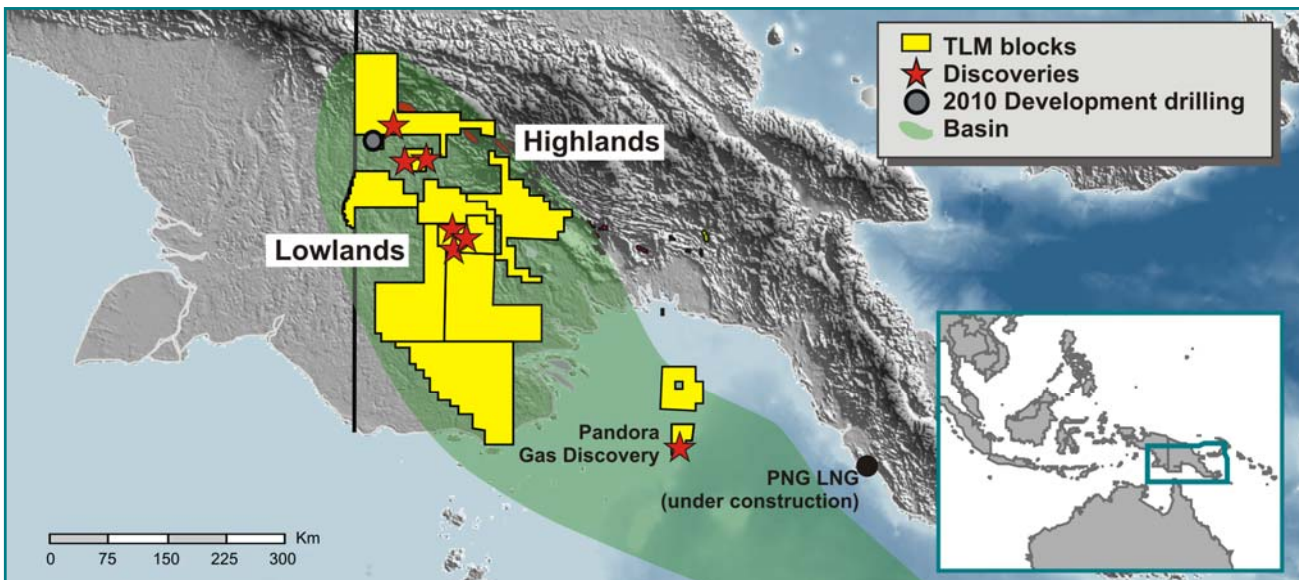 TLM blocks
Discoveries
2010 Development drilling
Basin
Highlands
Lowlands
Pandora
Gas Discovery
PNG LNG
(under construction)
Km
0 75 150 225 300